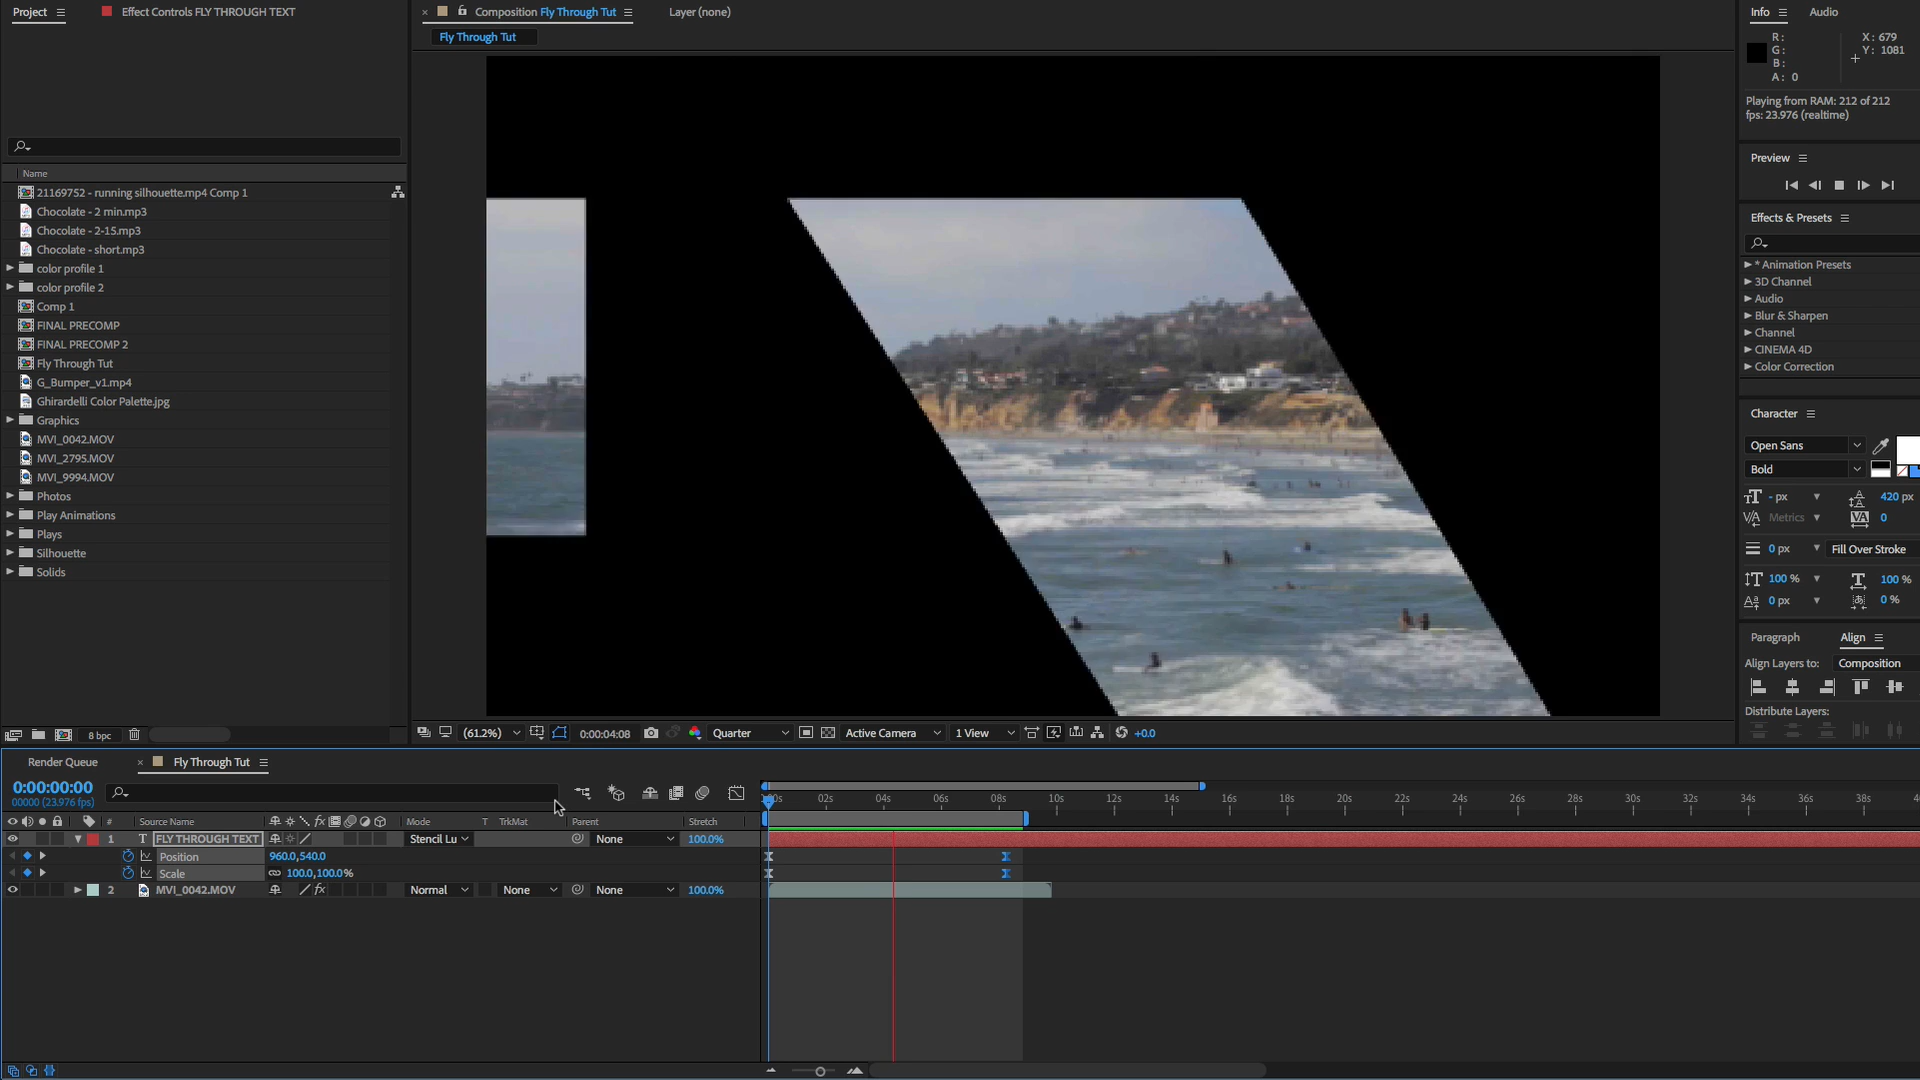 Project
Effect Controls FLY THROUGH TEXT
Composition Fly Through Tut
Layer (none)
Fly Through Tut
Info
Audio
R:
G:
B:
A: 0
X: 679
Y: 1081
Playing from RAM: 212 of 212
fps: 23.976 (realtime)
Preview
Effects & Presets
* Animation Presets
3D Channel
Audio
Blur & Sharpen
Channel
CINEMA 4D
Color Correction
Character
Open Sans
Bold
- px
420 px
Metrics
0
0 px
Fill Over Stroke
100 %
100 %
0 px
0 %
Paragraph
Align
Align Layers to:
Composition
Distribute Layers:
Name
21169752 - running silhouette.mp4 Comp 1
Chocolate - 2 min.mp3
Chocolate - 2-15.mp3
Chocolate - short.mp3
color profile 1
color profile 2
Comp 1
FINAL PRECOMP
FINAL PRECOMP 2
Fly Through Tut
G_Bumper_v1.mp4
Ghirardelli Color Palette.jpg
Graphics
MVI_0042.MOV
MVI_2795.MOV
MVI_9994.MOV
Photos
Play Animations
Plays
Silhouette
Solids
8 bpc
(61.2%)
0:00:04:08
Quarter
Active Camera
1 View
+0.0
Render Queue
Fly Through Tut
0:00:00:00
00000 (23.976 fps)
02s 04s 06s 08s 10s 12s 14s 16s 18s 20s 22s 24s 26s 28s 30s 32s 34s 36s 38s
# Source Name Mode T TrkMat Parent Stretch
1 T FLY THROUGH TEXT Stencil Lu None 100.0%
Position 960.0,540.0
Scale 100.0,100.0%
2 MVI_0042.MOV Normal None None 100.0%